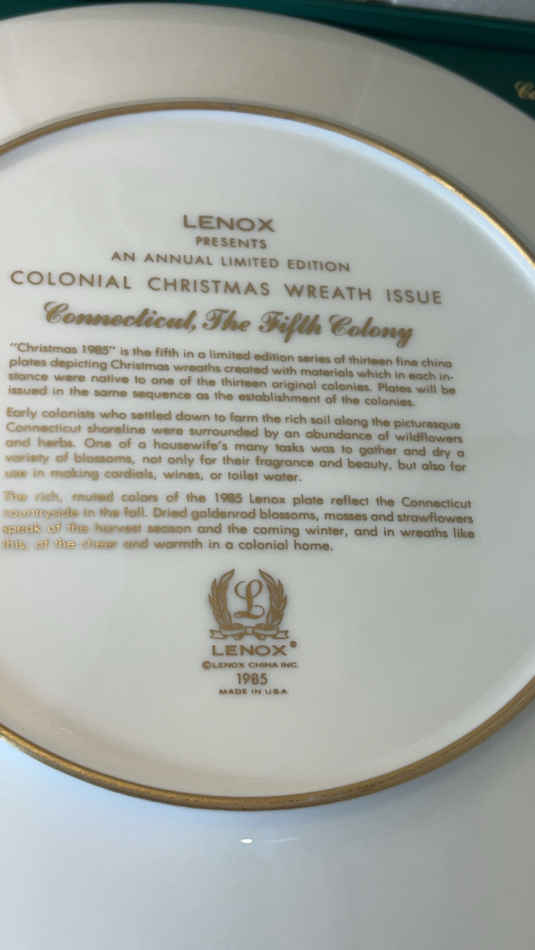 LENOX
PRESENTS
AN ANNUAL LIMITED EDITION
COLONIAL CHRISTMAS WREATH ISSUE
Connecticut, The Fifth Colony
"Christmas 1985" is the fifth in a limited edition series of thirteen fine china
plates depicting Christmas wreaths created with materials which in each in-
stance were native to one of the thirteen original colonies. Plates will be
issued in the same sequence as the establishment of the colonies.
Early colonists who settled down to farm the rich soil along the picturesque
Connecticut shoreline were surrounded by an abundance of wildflowers
and herbs. One of a housewife's many tasks was to gather and dry a
variety of blossoms, not only for their fragrance and beauty, but also for
use in making cordials, wines, or toilet water.
The rich, muted colors of the 1985 Lenox plate reflect the Connecticut
countryside in the fall. Dried goldenrod blossoms, mosses and strawflowers
speak of the harvest season and the coming winter, and in wreaths like
this, of the cheer and warmth in a colonial home.
L
LENOX®
©LENOX CHINA INC.
1985
MADE IN U.S.A.